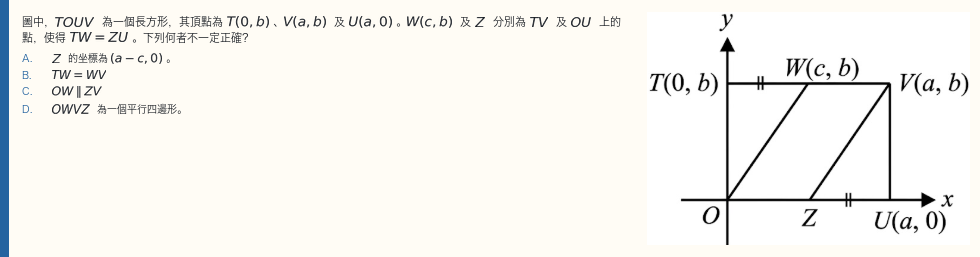 圖中，TOUV 為一個長方形，其頂點為 T(0, b)、V(a, b) 及 U(a, 0)。W(c, b) 及 Z 分別為 TV 及 OU 上的
點，使得 TW = ZU。下列何者不一定正確?
A. Z 的坐標為 (a − c, 0)。
B. TW = WV
C. OW ∥ ZV
D. OWVZ 為一個平行四邊形。
y
T(0, b)
W(c, b)
V(a, b)
O
Z
U(a, 0)
x